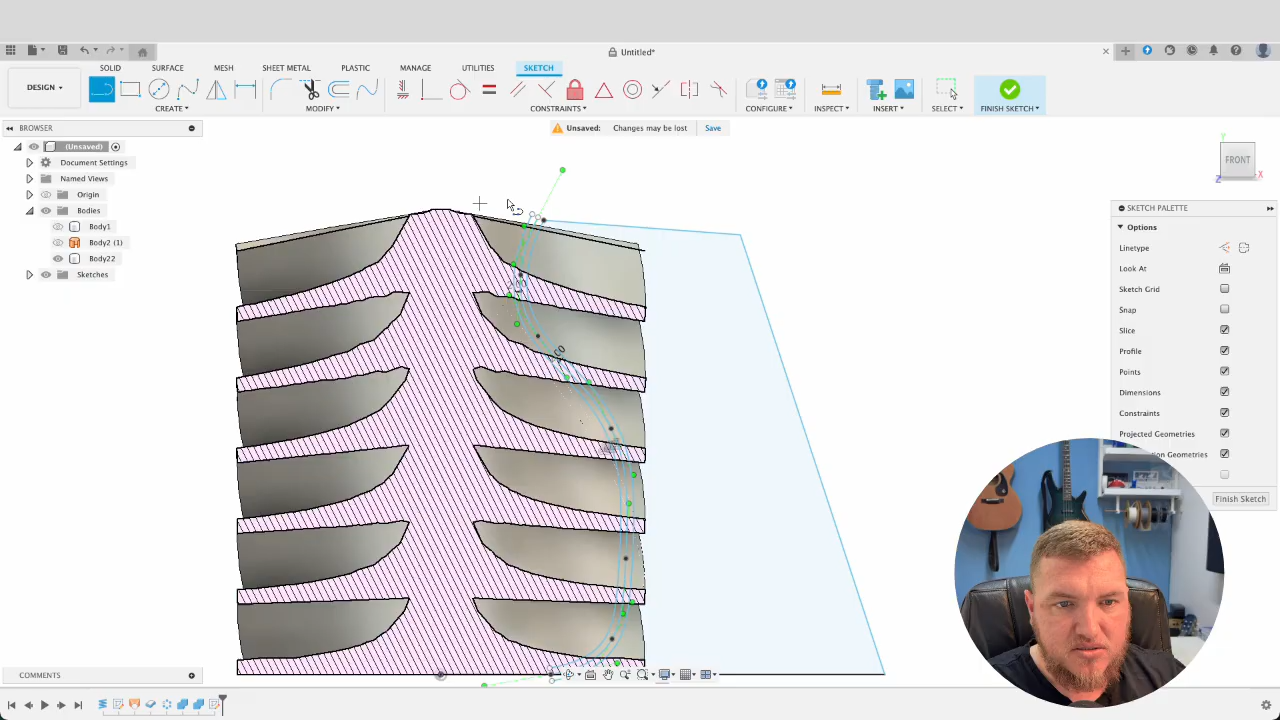 Untitled*
SOLID SURFACE MESH SHEET METAL PLASTIC MANAGE UTILITIES SKETCH
DESIGN
CREATE MODIFY CONSTRAINTS CONFIGURE INSPECT INSERT SELECT FINISH SKETCH
BROWSER
Unsaved: Changes may be lost Save
(Unsaved)
Document Settings
Named Views
Origin
Bodies
Body1
Body2 (1)
Body22
Sketches
Y
FRONT
Z
X
SKETCH PALETTE
Options
Linetype
Look At
Sketch Grid
Snap
Slice
Profile
Points
Dimensions
Constraints
Projected Geometries
Geometries
Finish Sketch
COMMENTS